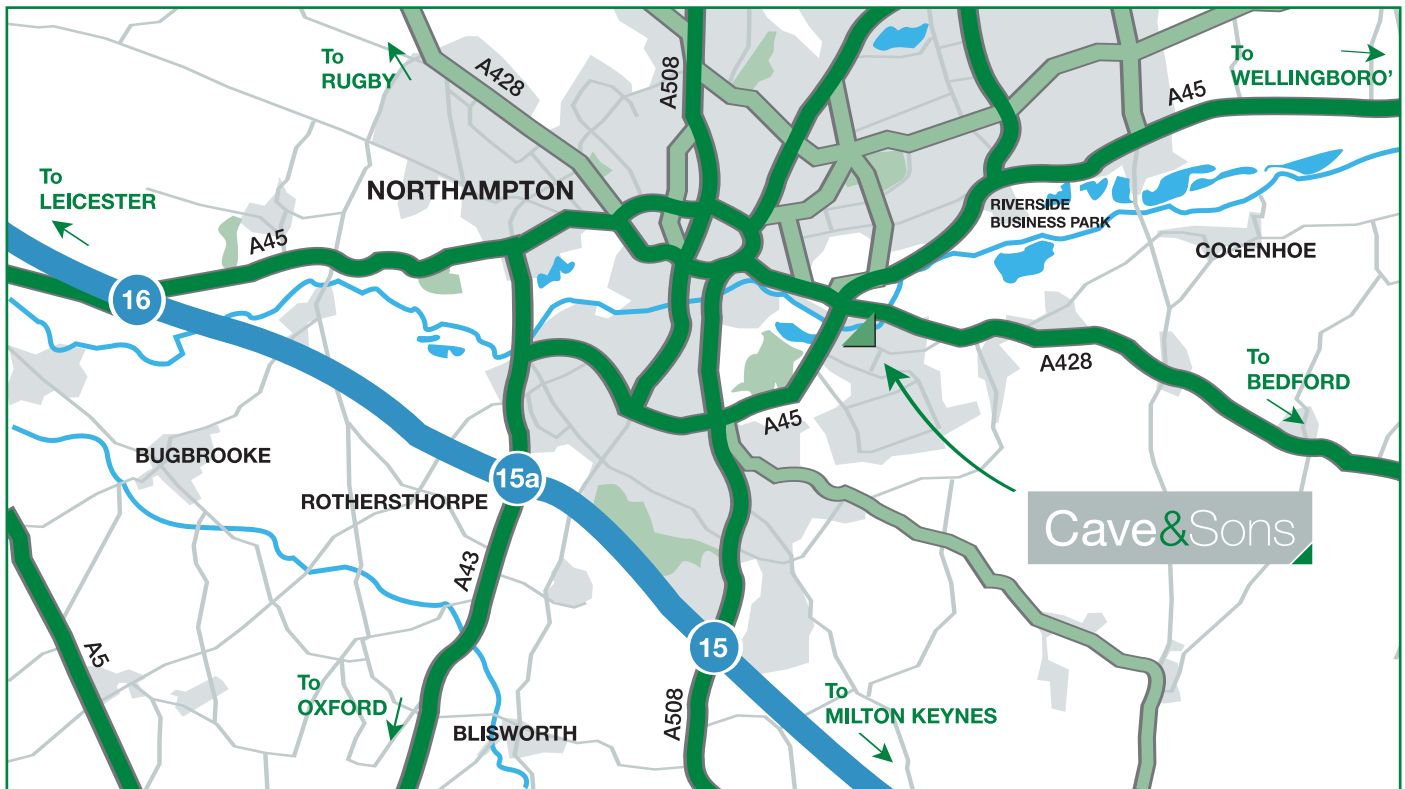 To
RUGBY
A428
A508
To
WELLINGBORO'
A45
To
LEICESTER
NORTHAMPTON
RIVERSIDE
BUSINESS PARK
A45
COGENHOE
16
A428
To
BEDFORD
A45
BUGBROOKE
15a
ROTHERSTHORPE
Cave&Sons
A43
A5
15
To
OXFORD
A508
To
MILTON KEYNES
BLISWORTH